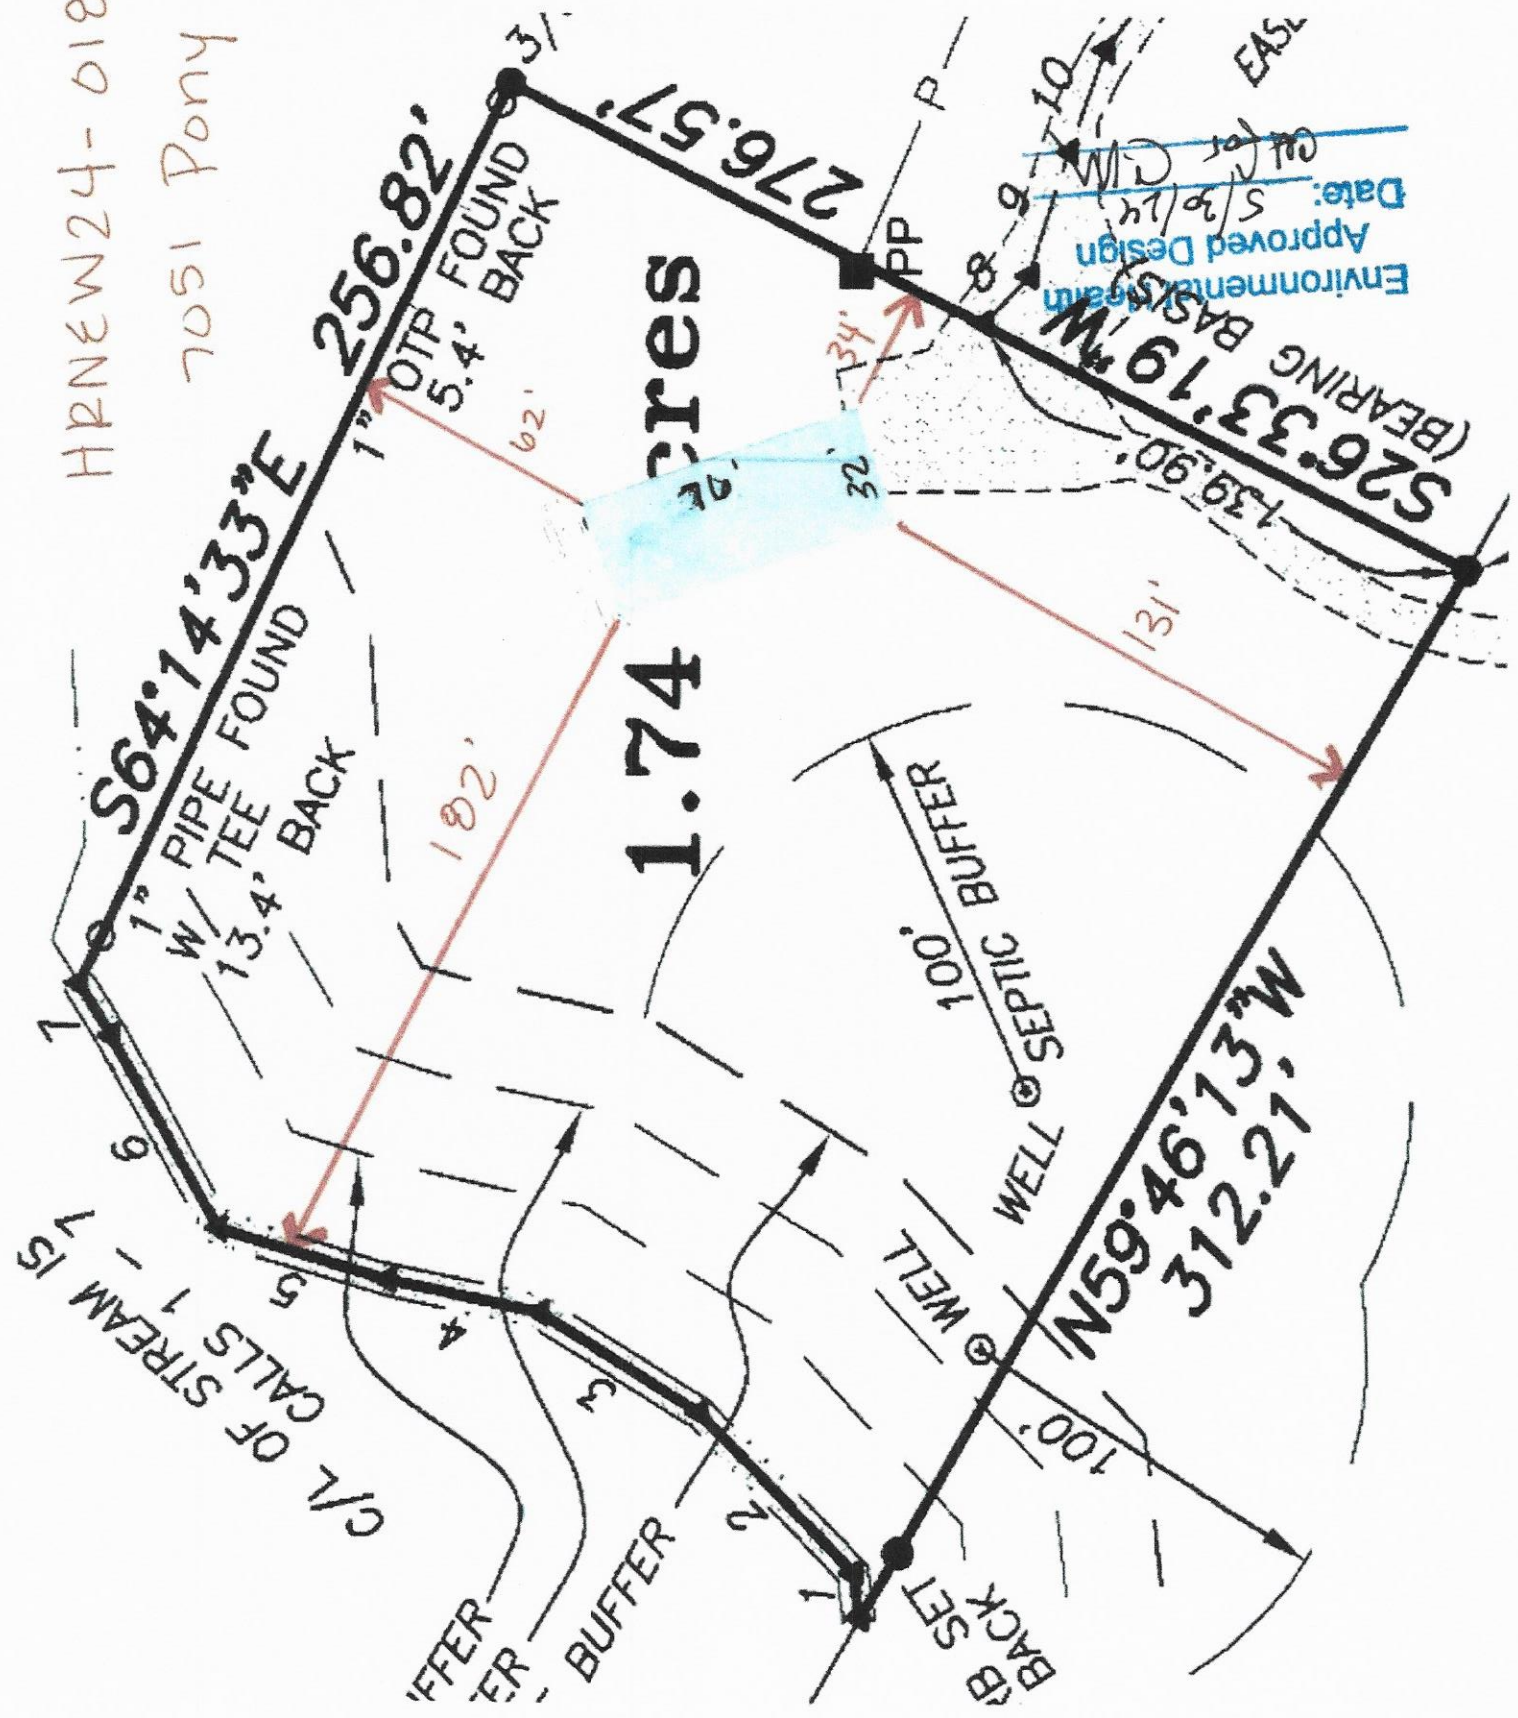 HRNEW24-018
7051 Pony
3/
256.82'
S64°14'33"E
1" OTP FOUND
5.4' BACK
1" PIPE FOUND
W/ TEE
13.4' BACK
276.57'
PP
P
S26°33'19"W
(BEARING BASIS)
139.90'
Environmental Health
Approved Design
Date: 5/30/24
10
9
8
62'
34'
76'
32'
131'
182'
1.74
cres
100'
SEPTIC BUFFER
WELL
WELL
100'
N59°46'13"W
312.21'
C/L OF STREAM IS
CALLS 1 - 7
7
6
5
4
3
2
1
BUFFER
SET
BACK